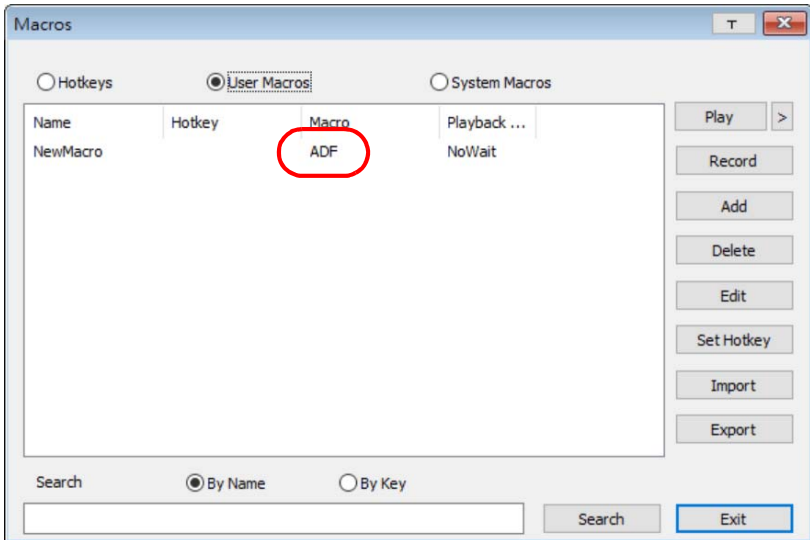 Macros T
Hotkeys User Macros System Macros
Name Hotkey Macro Playback ... Play >
NewMacro ADF NoWait
Record
Add
Delete
Edit
Set Hotkey
Import
Export
Search By Name By Key
Search Exit